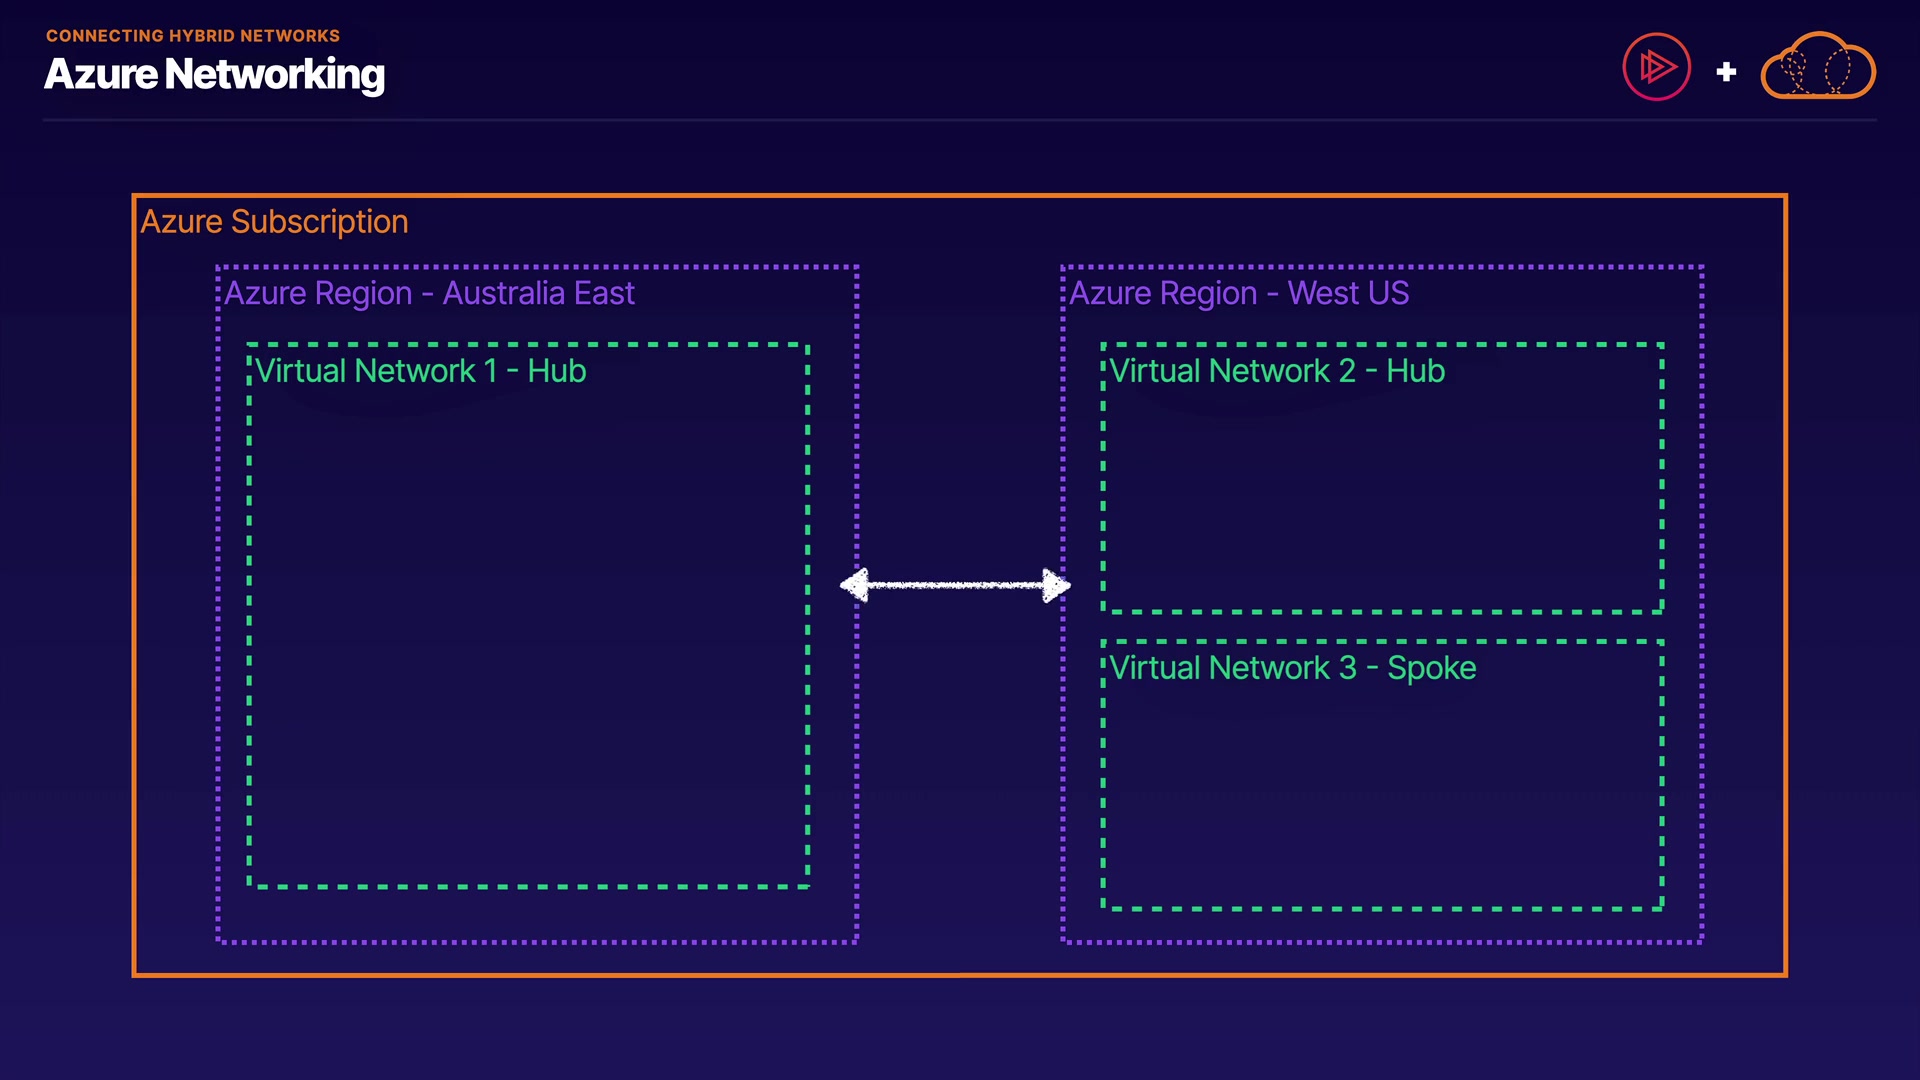 CONNECTING HYBRID NETWORKS
Azure Networking
Azure Subscription
Azure Region - Australia East
Virtual Network 1 - Hub
Azure Region - West US
Virtual Network 2 - Hub
Virtual Network 3 - Spoke